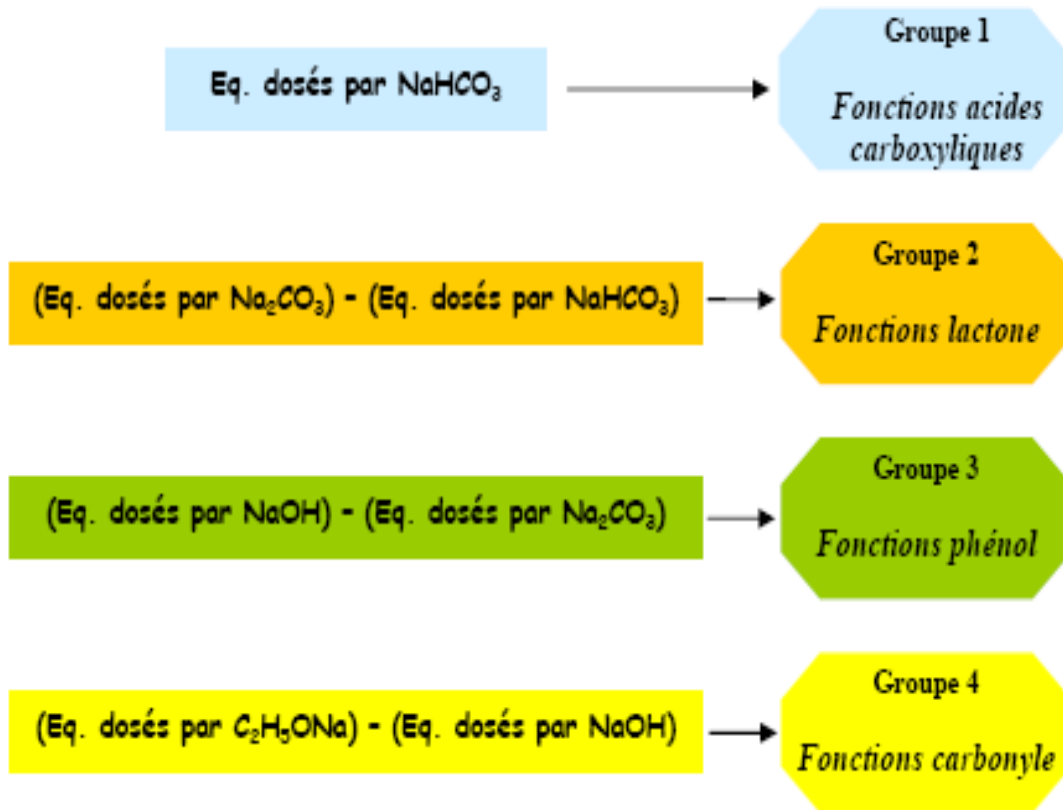 Eq. dosés par NaHCO₃
Groupe 1
Fonctions acides
carboxyliques
(Eq. dosés par Na₂CO₃) - (Eq. dosés par NaHCO₃)
Groupe 2
Fonctions lactone
(Eq. dosés par NaOH) - (Eq. dosés par Na₂CO₃)
Groupe 3
Fonctions phénol
(Eq. dosés par C₂H₅ONa) - (Eq. dosés par NaOH)
Groupe 4
Fonctions carbonyle